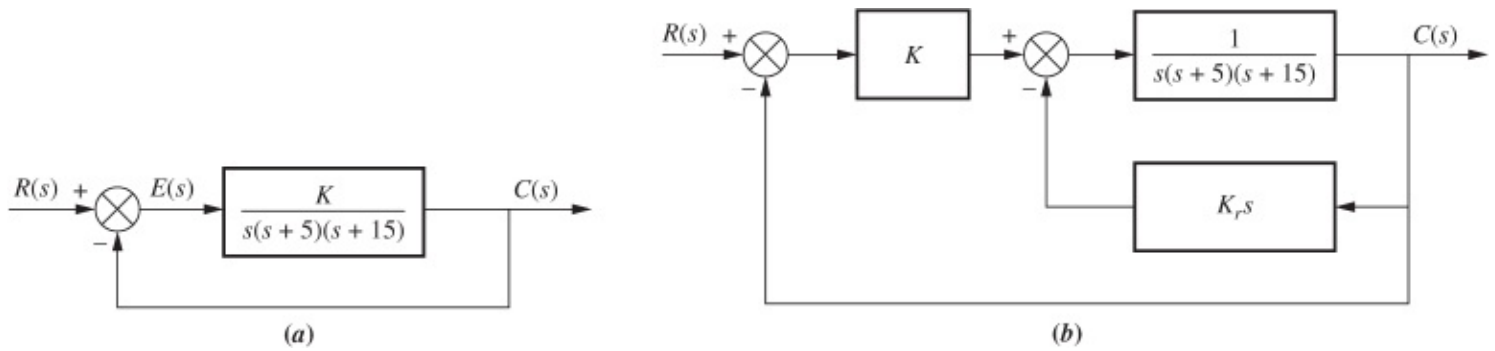 R(s) + E(s) K C(s)
s(s + 5)(s + 15)
−
(a)
R(s) + K + 1 C(s)
s(s + 5)(s + 15)
− −
K_r s
(b)